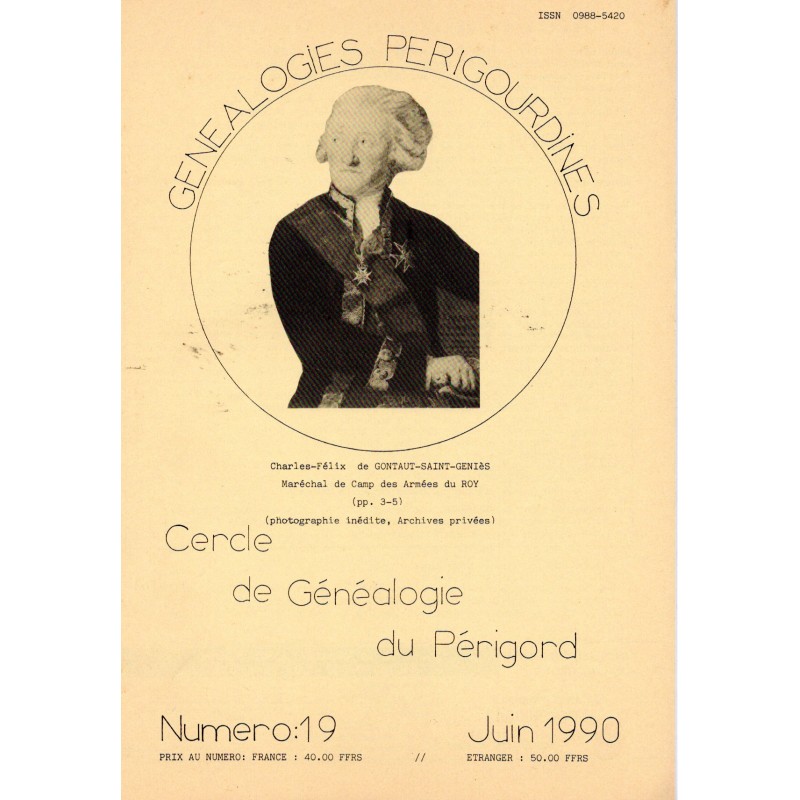 ISSN 0988-5420
GENEALOGIES PERIGOURDINES
Charles-Félix de GONTAUT-SAINT-GENIèS
Maréchal de Camp des Armées du ROY
(pp. 3-5)
(photographie inédite, Archives privées)
Cercle
de Généalogie
du Périgord
Numero:19 Juin 1990
PRIX AU NUMERO: FRANCE : 40.00 FFRS // ETRANGER : 50.00 FFRS